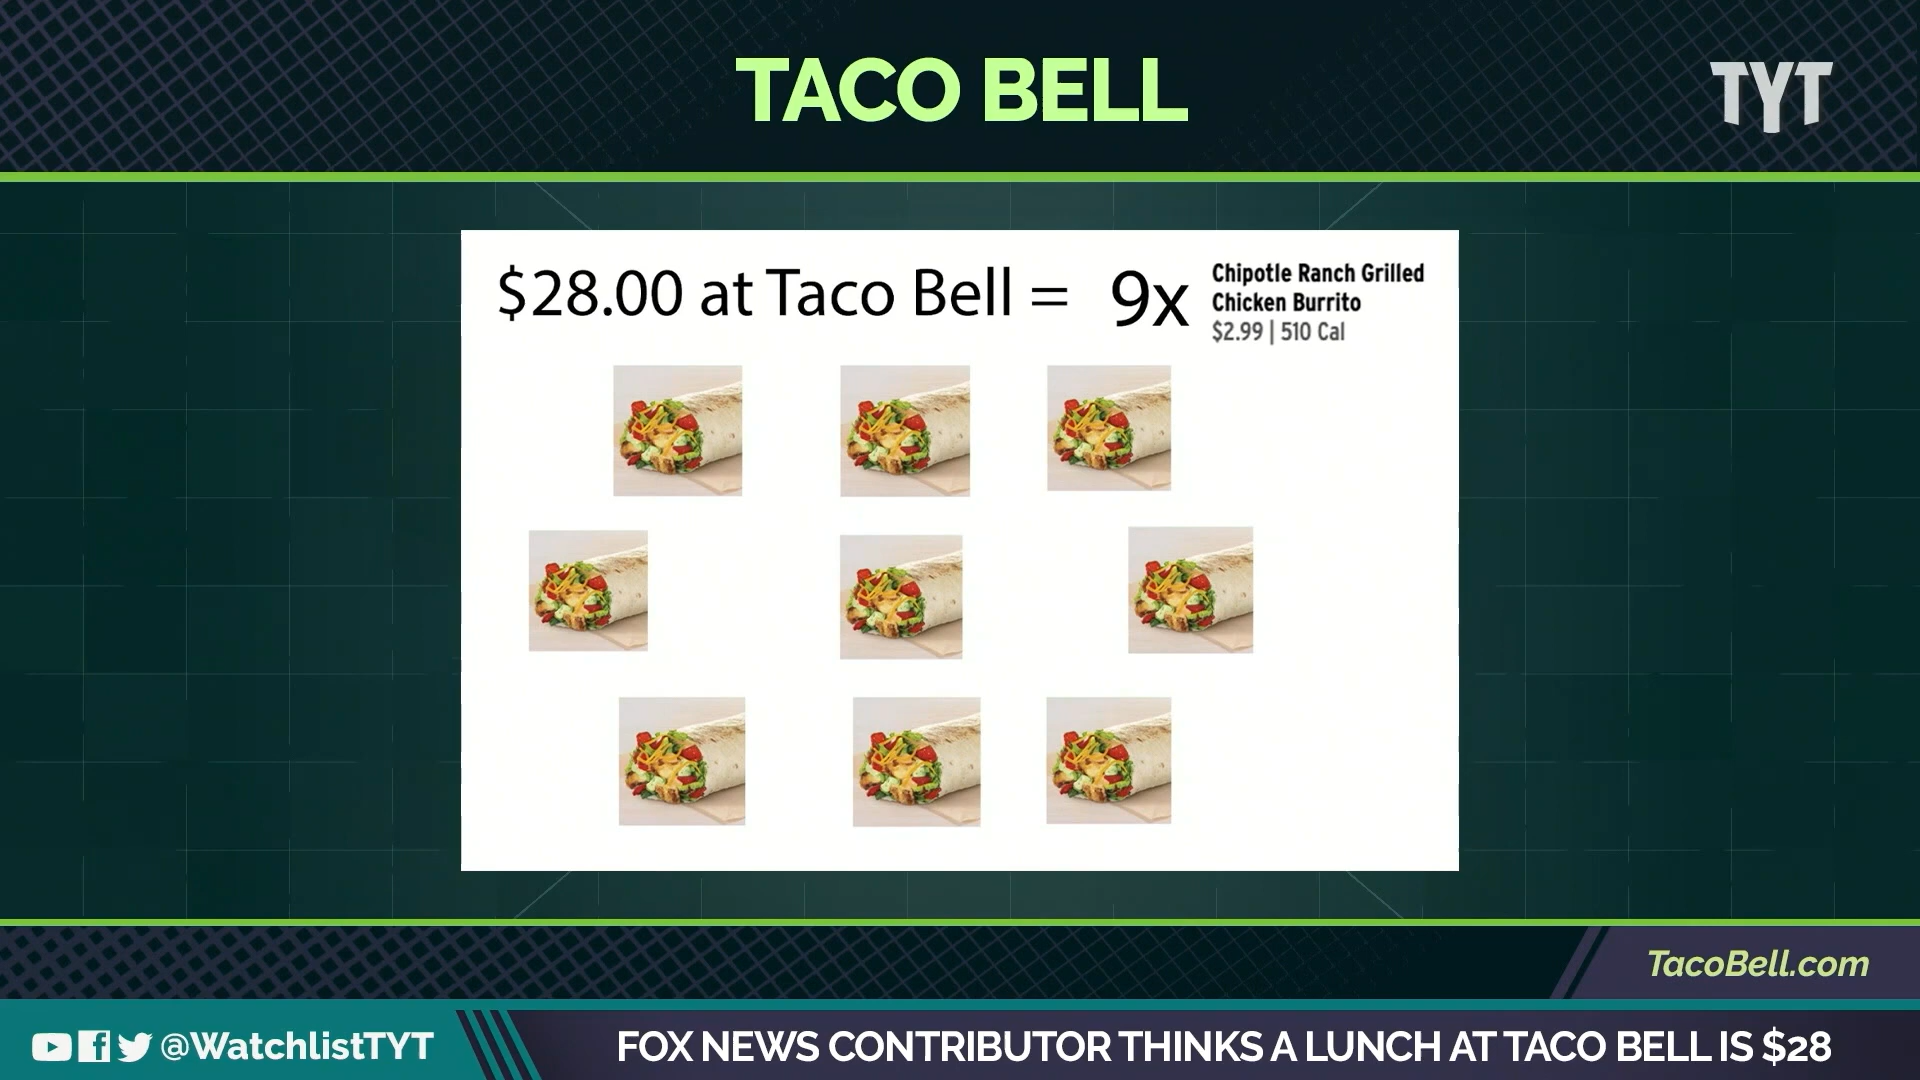 TACO BELL
TYT
$28.00 at Taco Bell = 9x
Chipotle Ranch Grilled
Chicken Burrito
$2.99 | 510 Cal
TacoBell.com
@WatchlistTYT
FOX NEWS CONTRIBUTOR THINKS A LUNCH AT TACO BELL IS $28